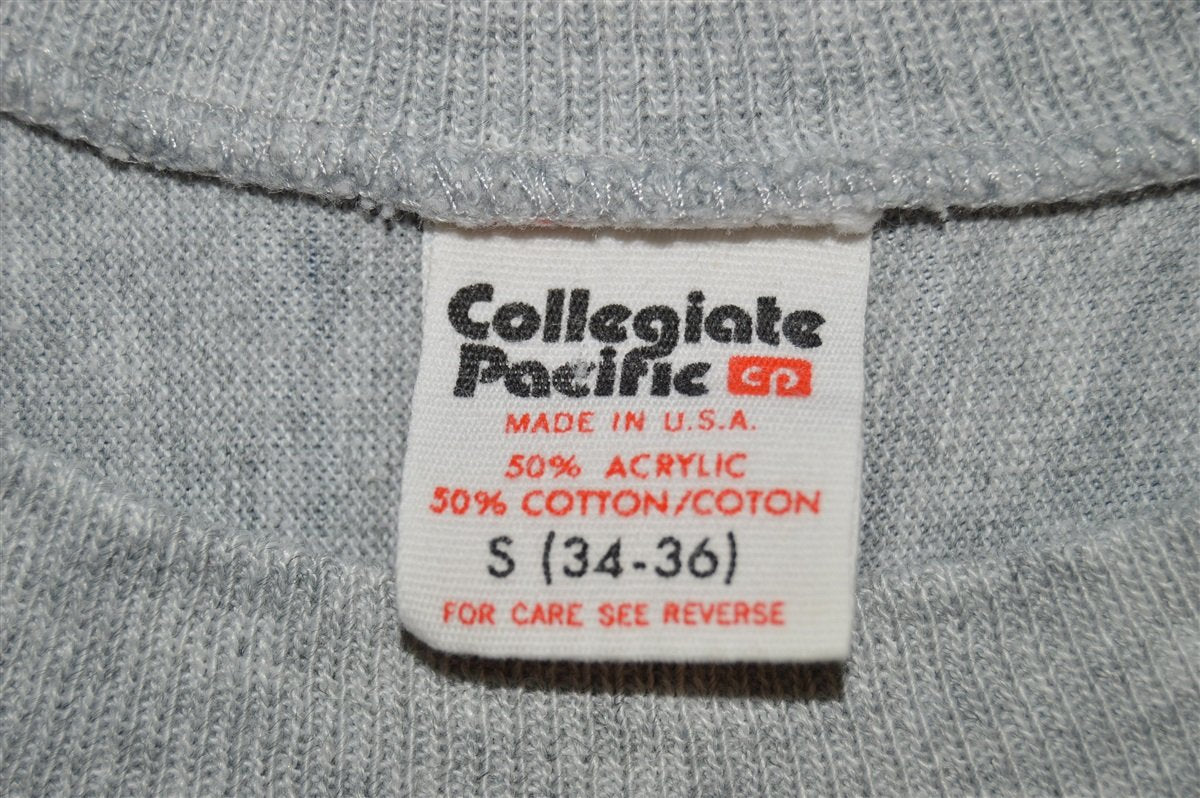 Collegiate
Pacific CP
MADE IN U.S.A.
50% ACRYLIC
50% COTTON/COTON
S (34-36)
FOR CARE SEE REVERSE